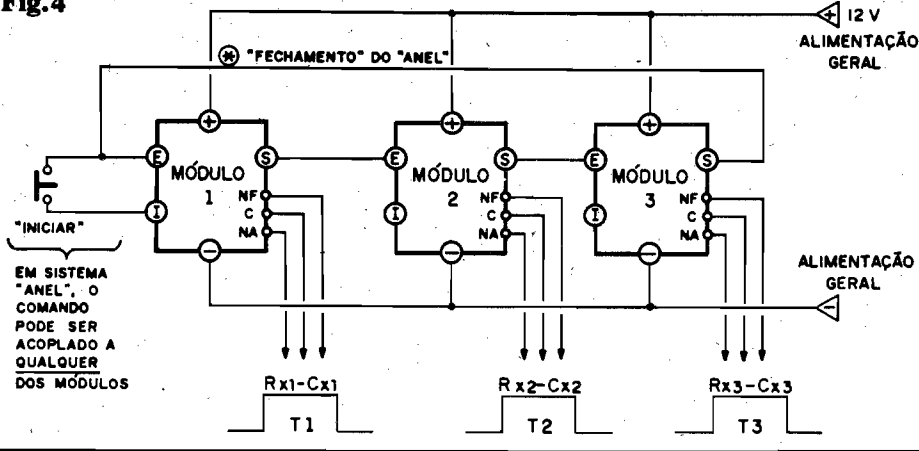 Fig.4
12 V
ALIMENTAÇÃO
GERAL
* "FECHAMENTO" DO "ANEL"
+
+
+
E
S
E
S
E
S
MÓDULO
1
MÓDULO
2
MÓDULO
3
I
I
I
NF
C
NA
NF
C
NA
NF
C
NA
"INICIAR"
EM SISTEMA
"ANEL", O
COMANDO
PODE SER
ACOPLADO A
QUALQUER
DOS MÓDULOS
ALIMENTAÇÃO
GERAL
Rx1-Cx1
T1
Rx2-Cx2
T2
Rx3-Cx3
T3